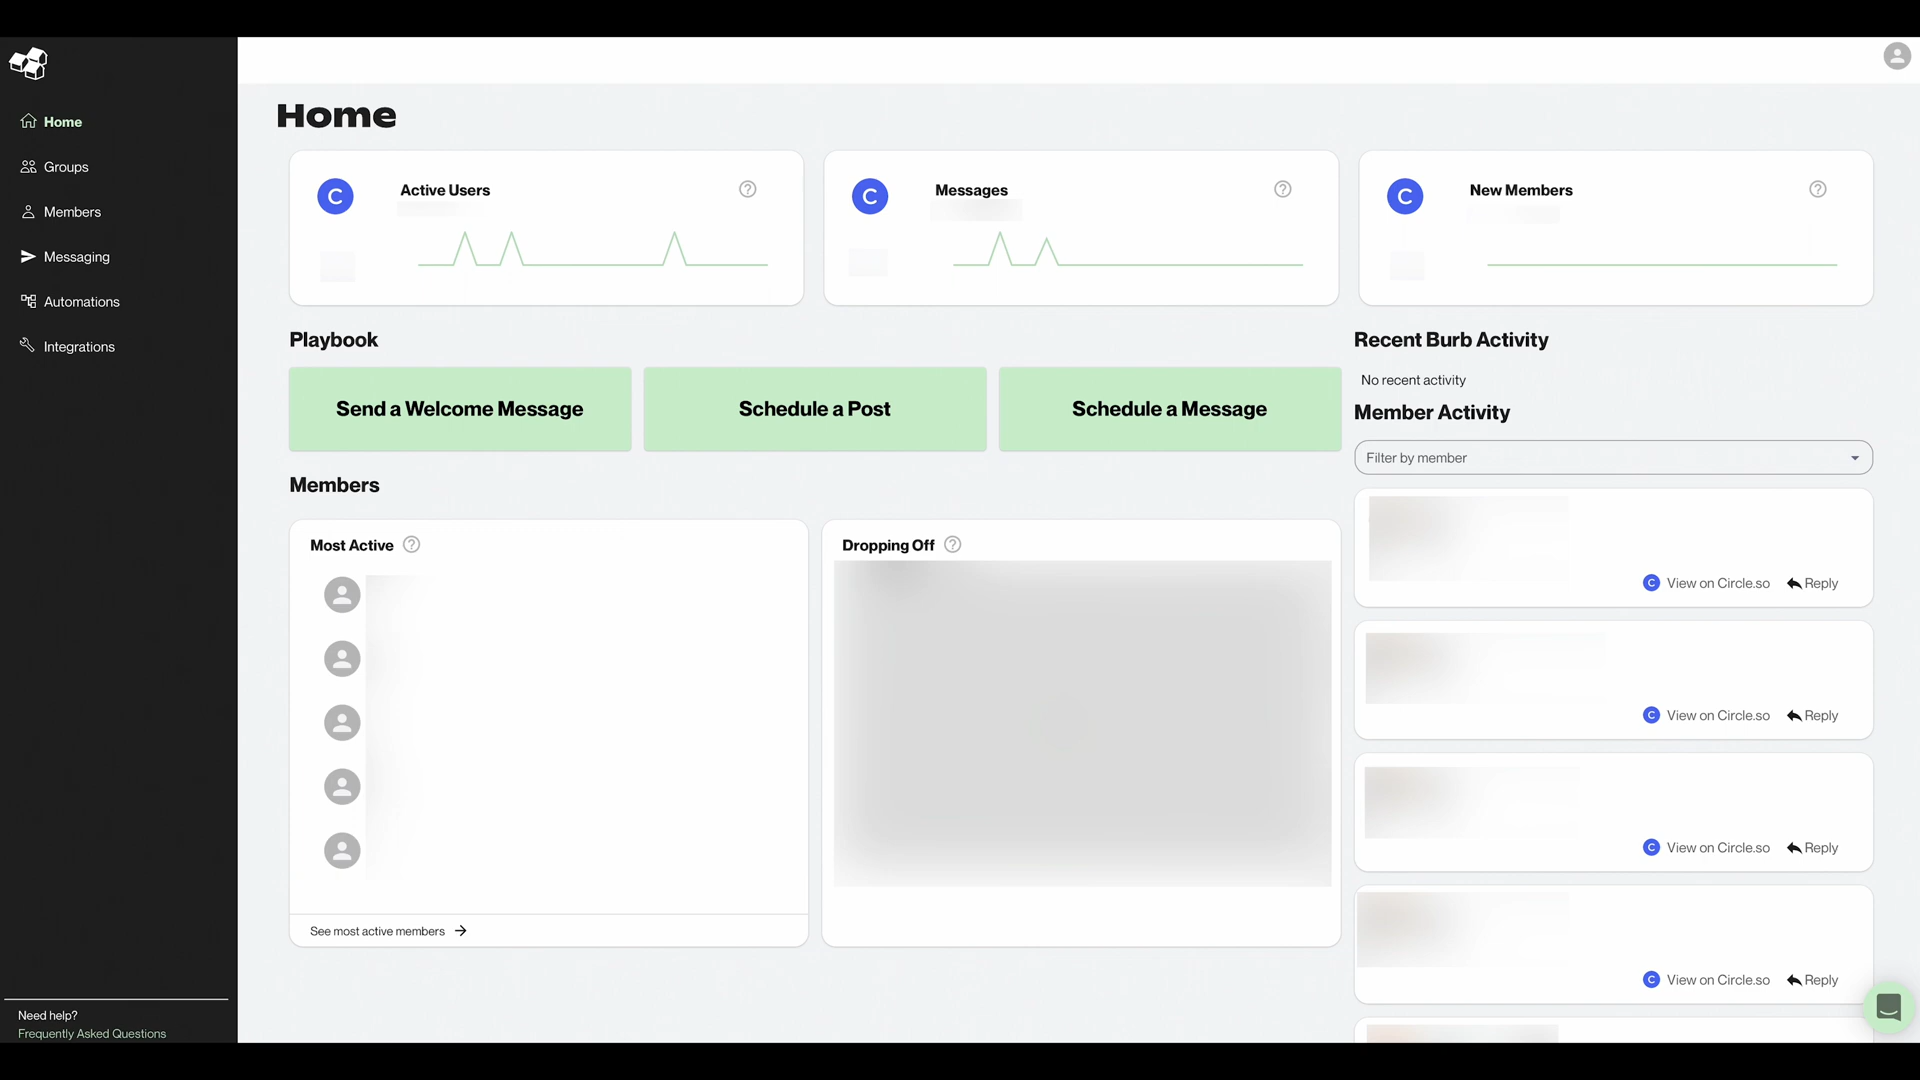 Home
Groups
Members
Messaging
Automations
Integrations
Need help?
Frequently Asked Questions
Home
C
Active Users
C
Messages
C
New Members
Playbook
Send a Welcome Message
Schedule a Post
Schedule a Message
Members
Most Active
See most active members
Dropping Off
Recent Burb Activity
No recent activity
Member Activity
Filter by member
C View on Circle.so Reply
C View on Circle.so Reply
C View on Circle.so Reply
C View on Circle.so Reply